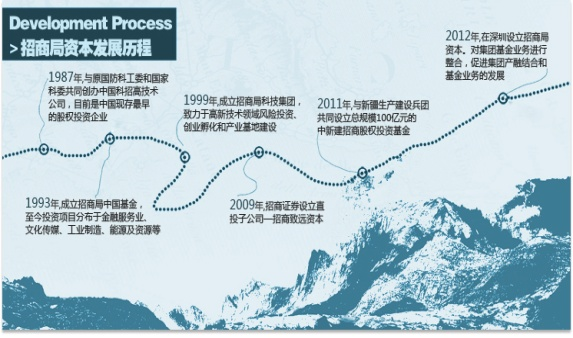 Development Process
> 招商局资本发展历程
1987年,与原国防科工委和国家
科委共同创办中国科招高技术
公司，目前是中国现存最早
的股权投资企业
1993年,成立招商局中国基金，
至今投资项目分布于金融服务业、
文化传媒、工业制造、能源及资源等
1999年,成立招商局科技集团，
致力于高新技术领域风险投资、
创业孵化和产业基地建设
2009年,招商证券设立直
投子公司—招商致远资本
2011年,与新疆生产建设兵团
共同设立总规模100亿元的
中新建招商股权投资基金
2012年,在深圳设立招商局
资本。对集团基金业务进行
整合，促进集团产融结合和
基金业务的发展